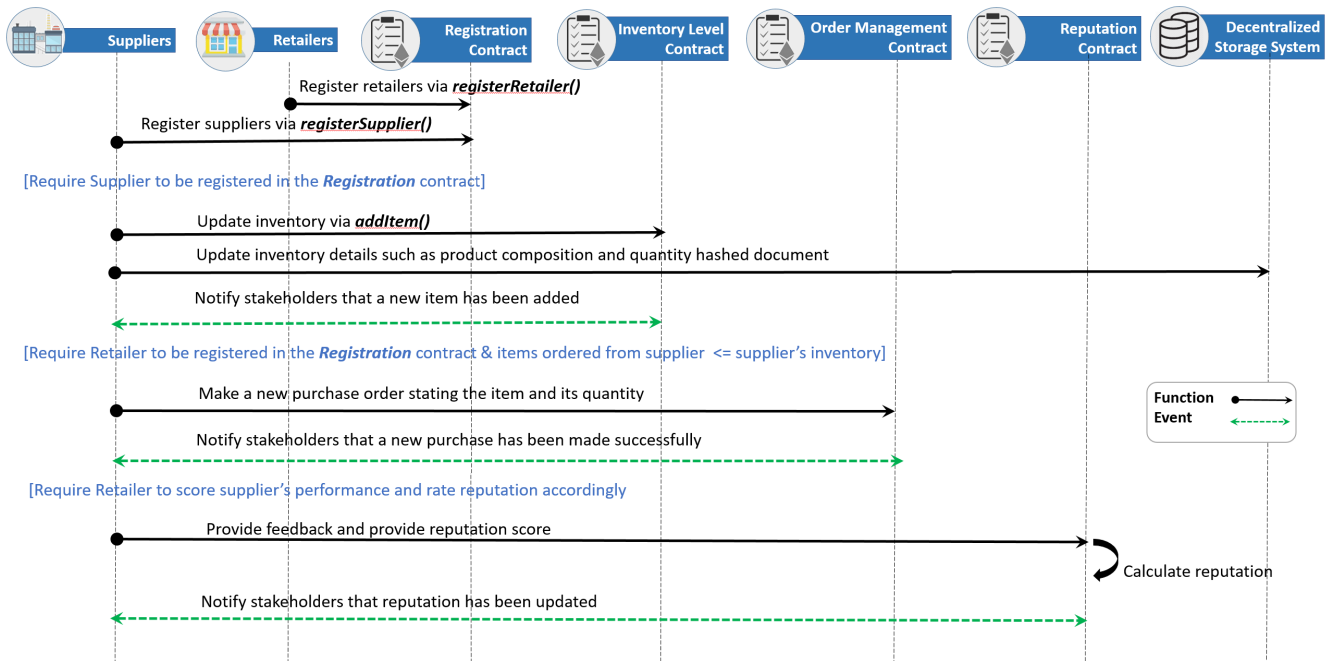 Suppliers
Retailers
Registration
Contract
Inventory Level
Contract
Order Management
Contract
Reputation
Contract
Decentralized
Storage System
Register retailers via registerRetailer()
Register suppliers via registerSupplier()
[Require Supplier to be registered in the Registration contract]
Update inventory via addItem()
Update inventory details such as product composition and quantity hashed document
Notify stakeholders that a new item has been added
[Require Retailer to be registered in the Registration contract & items ordered from supplier <= supplier's inventory]
Make a new purchase order stating the item and its quantity
Function
Event
Notify stakeholders that a new purchase has been made successfully
[Require Retailer to score supplier's performance and rate reputation accordingly
Provide feedback and provide reputation score
Calculate reputation
Notify stakeholders that reputation has been updated